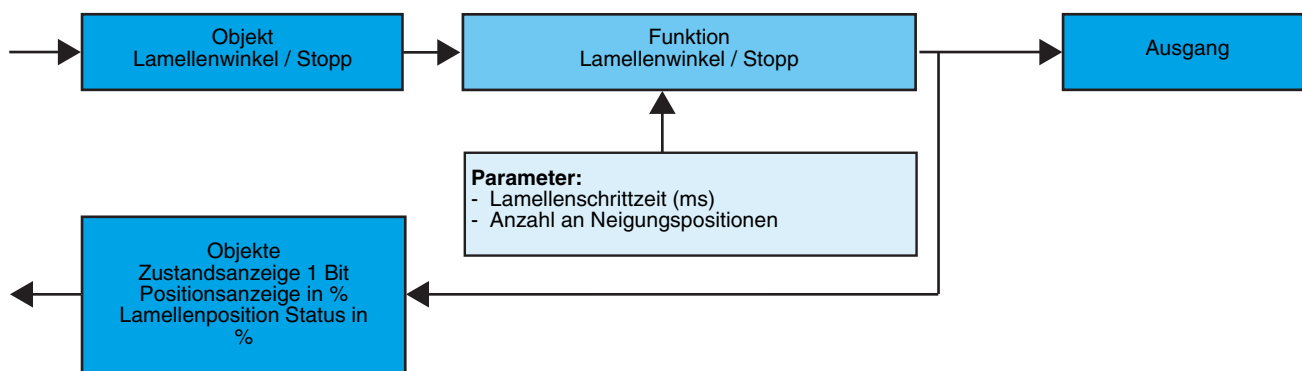 Objekt
Lamellenwinkel / Stopp
Funktion
Lamellenwinkel / Stopp
Ausgang
Parameter:
- Lamellenschrittzeit (ms)
- Anzahl an Neigungspositionen
Objekte
Zustandsanzeige 1 Bit
Positionsanzeige in %
Lamellenposition Status in
%